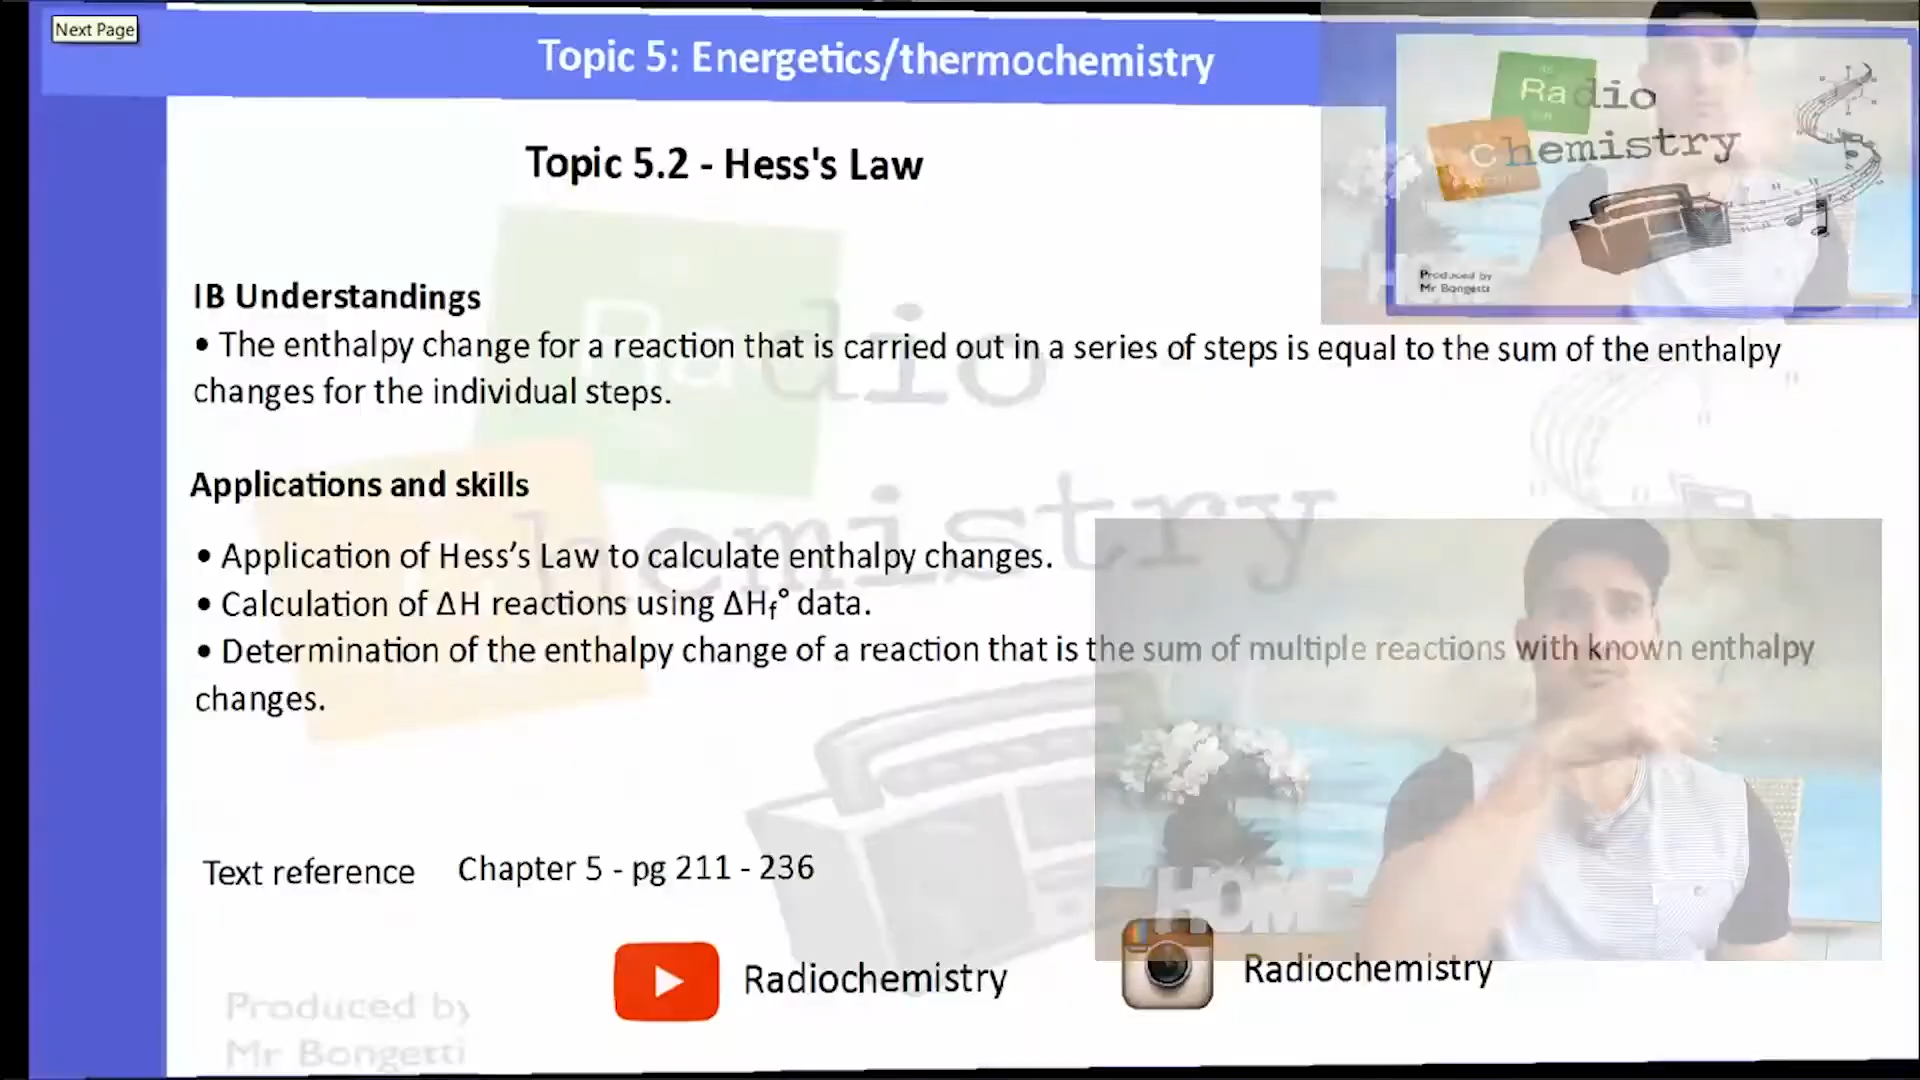 Next Page
Topic 5: Energetics/thermochemistry
Topic 5.2 - Hess's Law
Radio
Chemistry
Produced by
Mr Bongetti
IB Understandings
• The enthalpy change for a reaction that is carried out in a series of steps is equal to the sum of the enthalpy
changes for the individual steps.
Applications and skills
• Application of Hess’s Law to calculate enthalpy changes.
• Calculation of ΔH reactions using ΔHf° data.
• Determination of the enthalpy change of a reaction that is the sum of multiple reactions with known enthalpy
changes.
Radio
Chemistry
Text reference Chapter 5 - pg 211 - 236
HOME
Radiochemistry
Radiochemistry
Produced by
Mr Bongetti